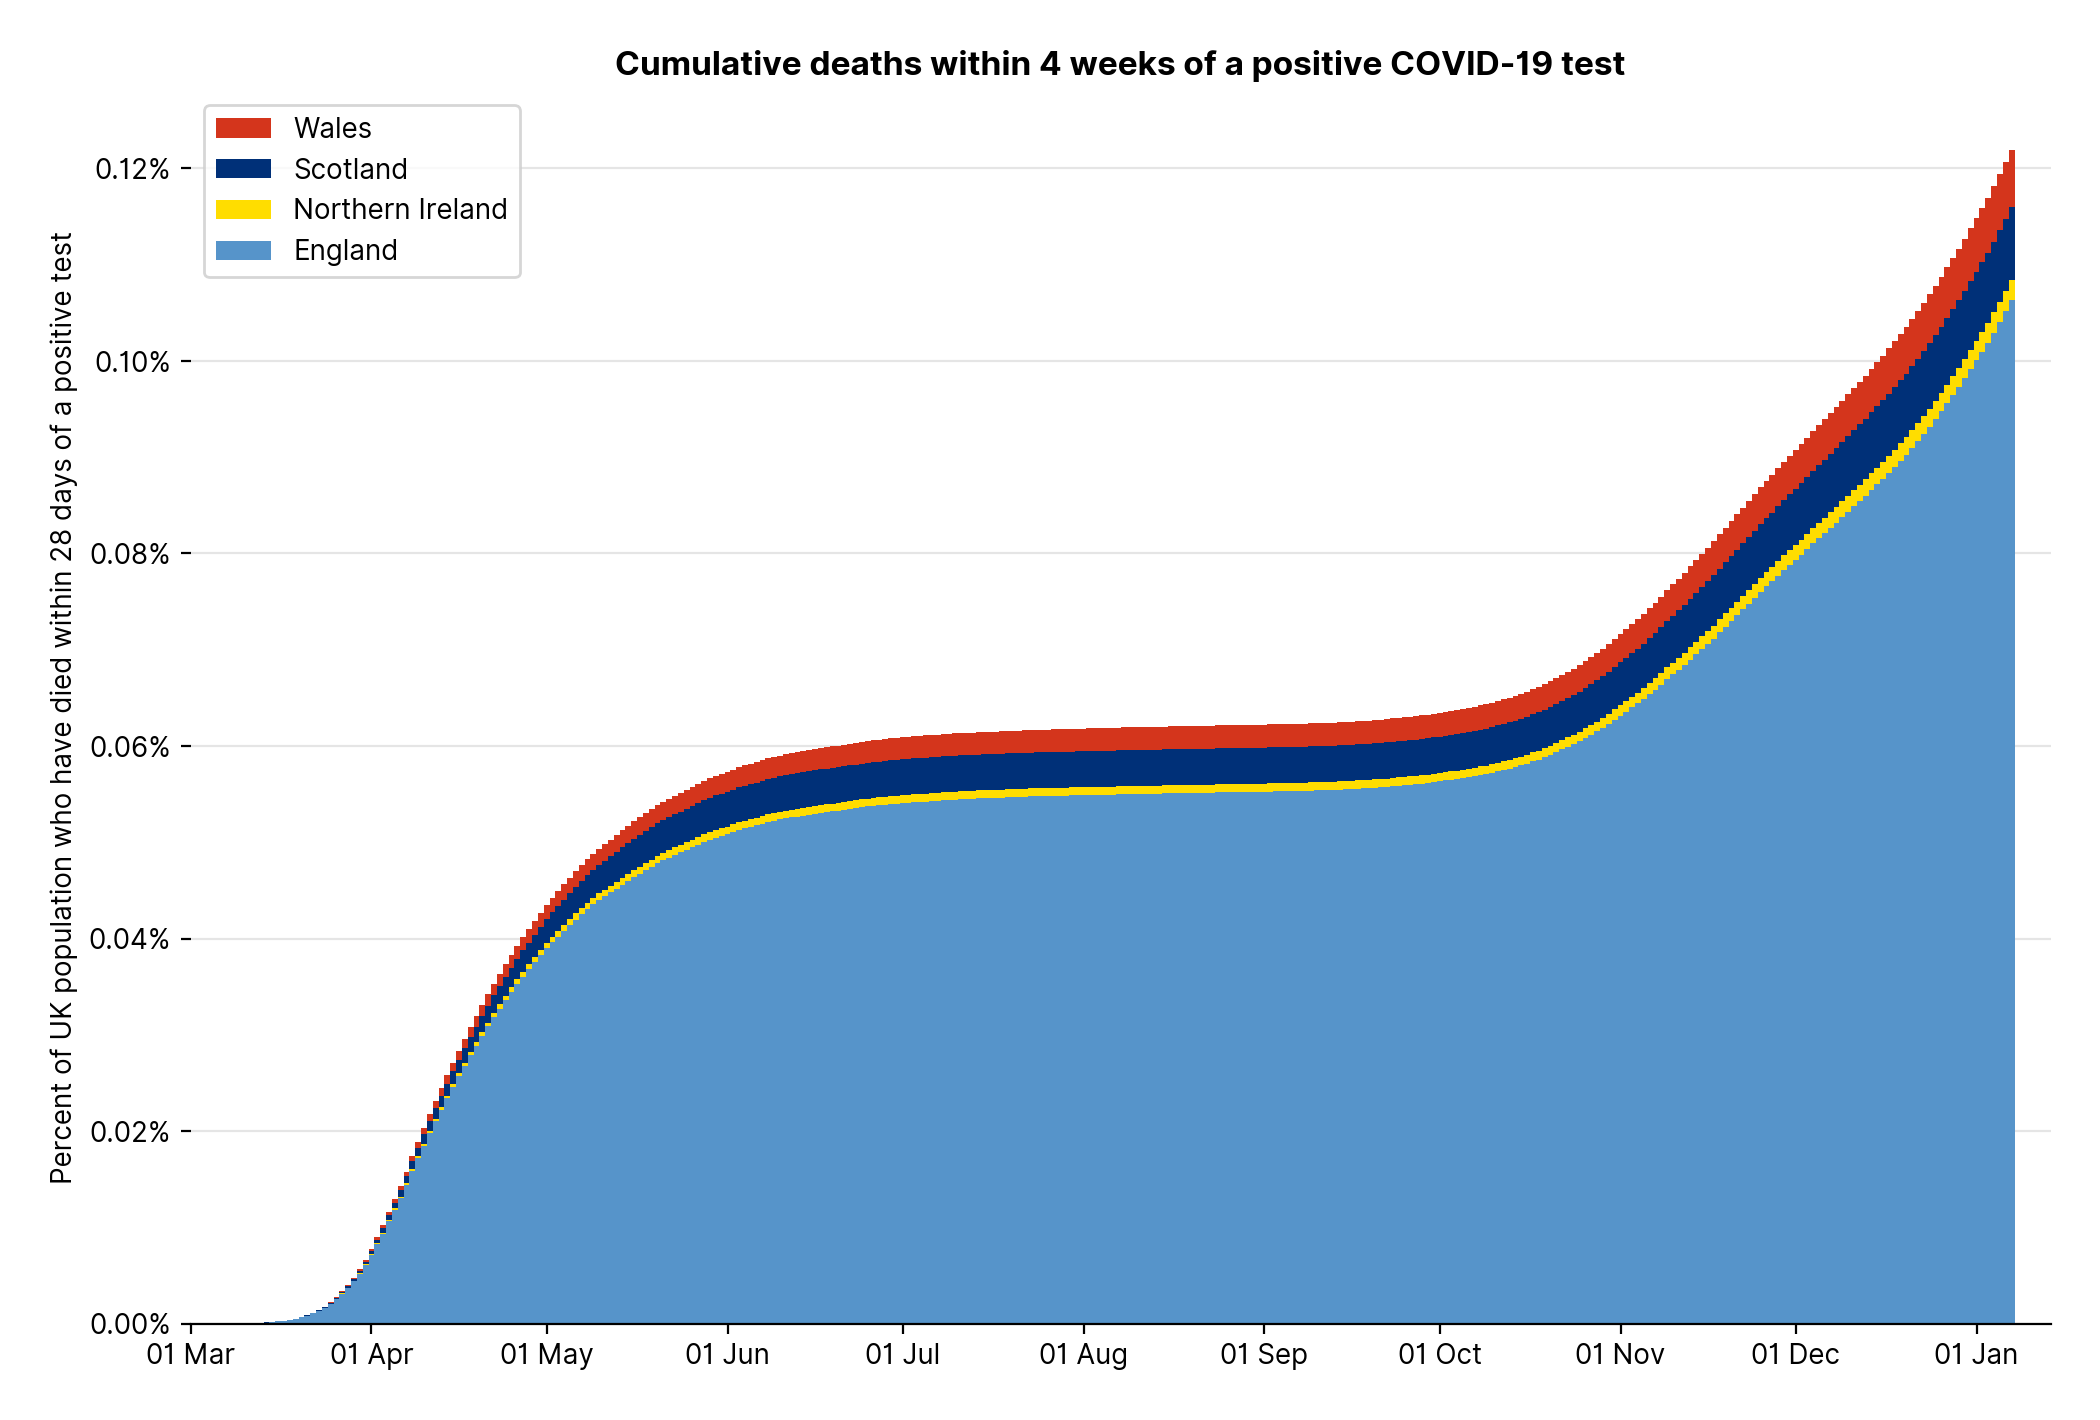 Cumulative deaths within 4 weeks of a positive COVID-19 test
Wales
Scotland
Northern Ireland
England
Percent of UK population who have died within 28 days of a positive test
0.12%
0.10%
0.08%
0.06%
0.04%
0.02%
0.00%
01 Mar
01 Apr
01 May
01 Jun
01 Jul
01 Aug
01 Sep
01 Oct
01 Nov
01 Dec
01 Jan